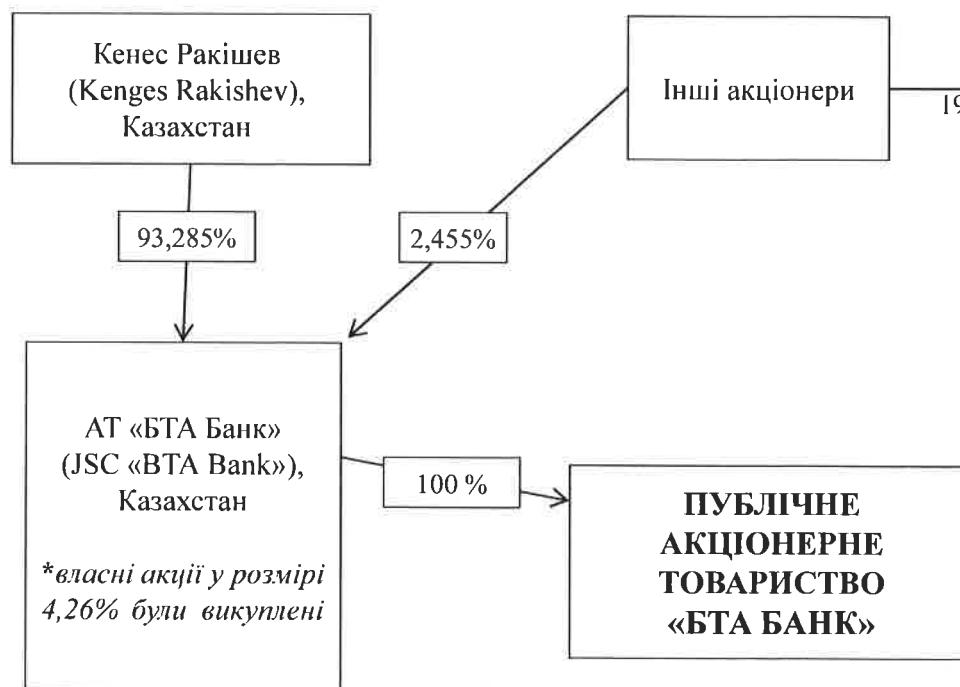 Кенес Ракішев
(Kenges Rakishev),
Казахстан
Інші акціонери
19
93,285%
2,455%
АТ «БТА Банк»
(JSC «BTA Bank»),
Казахстан
*власні акції у розмірі
4,26% були викуплені
100 %
ПУБЛІЧНЕ
АКЦІОНЕРНЕ
ТОВАРИСТВО
«БТА БАНК»